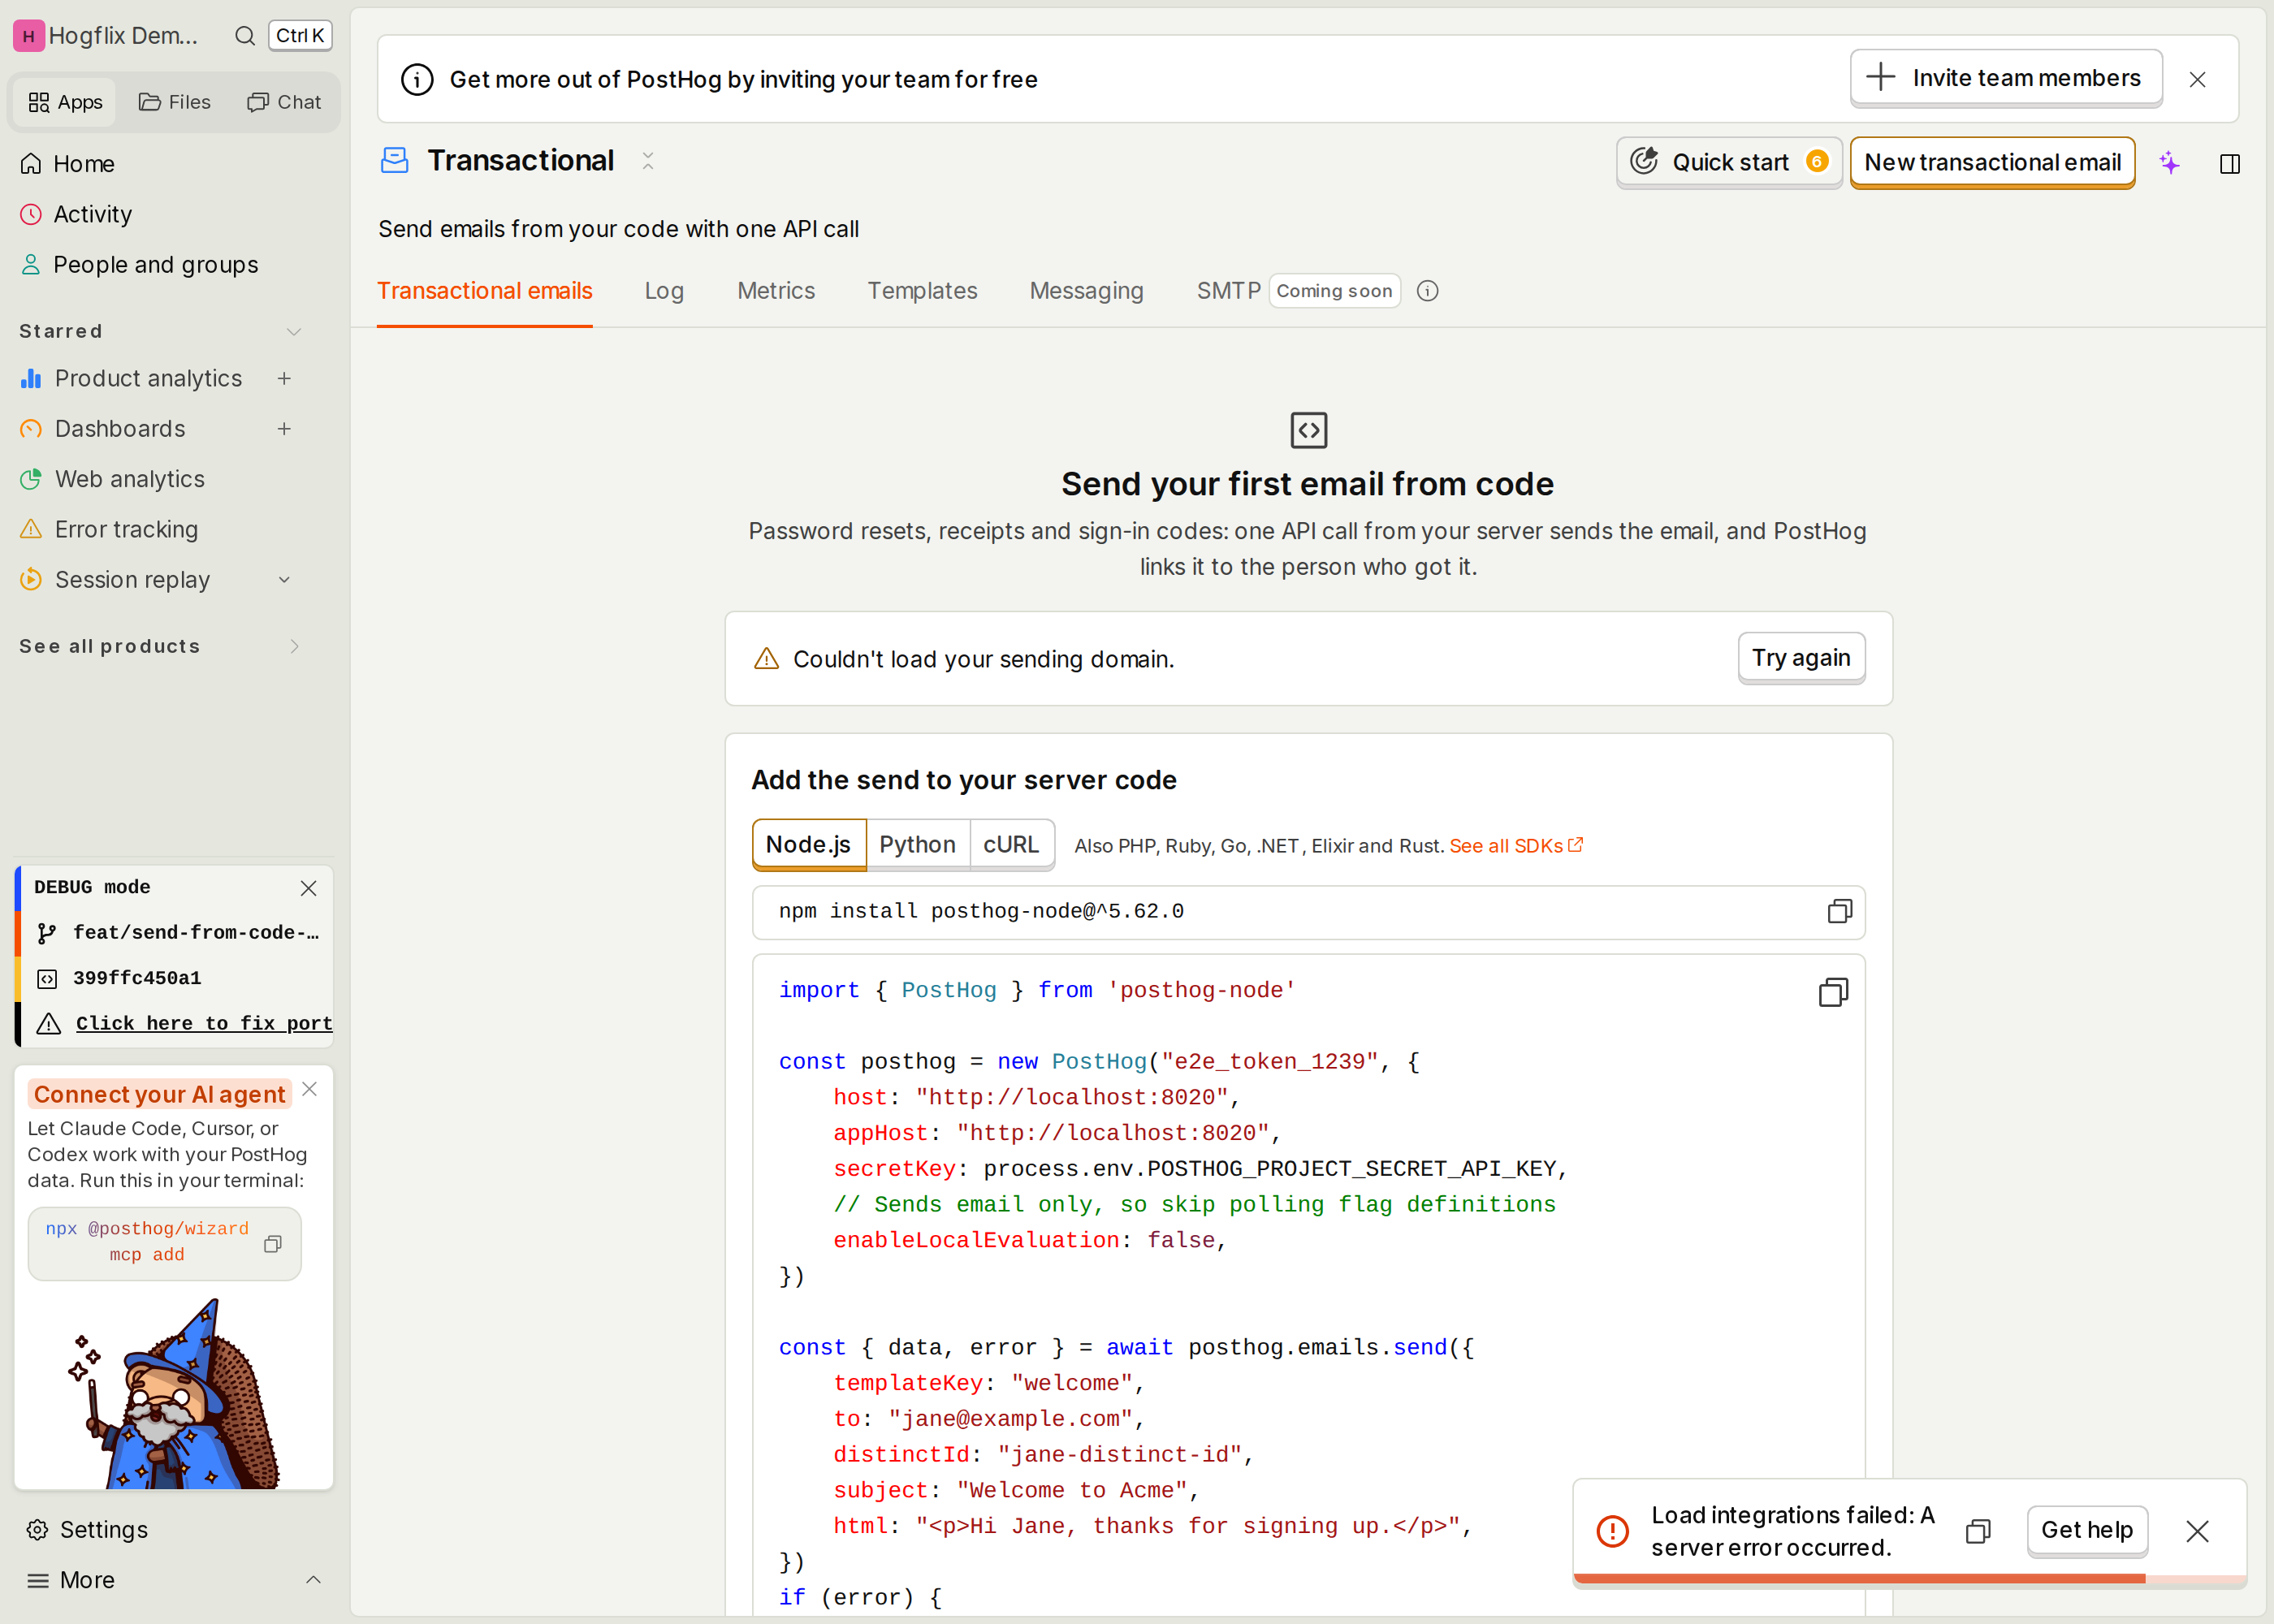 H Hogflix Dem... Ctrl K
Apps Files Chat
Home
Activity
People and groups
Starred
Product analytics
Dashboards
Web analytics
Error tracking
Session replay
See all products
DEBUG mode
feat/send-from-code-…
399ffc450a1
Click here to fix port
Connect your AI agent
Let Claude Code, Cursor, or
Codex work with your PostHog
data. Run this in your terminal:
npx @posthog/wizard
mcp add
Settings
More
Get more out of PostHog by inviting your team for free
Invite team members
Transactional
Quick start 6
New transactional email
Send emails from your code with one API call
Transactional emails Log Metrics Templates Messaging SMTP Coming soon
Send your first email from code
Password resets, receipts and sign-in codes: one API call from your server sends the email, and PostHog
links it to the person who got it.
Couldn't load your sending domain.
Try again
Add the send to your server code
Node.js Python cURL Also PHP, Ruby, Go, .NET, Elixir and Rust. See all SDKs
npm install posthog-node@^5.62.0
import { PostHog } from 'posthog-node'
const posthog = new PostHog("e2e_token_1239", {
host: "http://localhost:8020",
appHost: "http://localhost:8020",
secretKey: process.env.POSTHOG_PROJECT_SECRET_API_KEY,
// Sends email only, so skip polling flag definitions
enableLocalEvaluation: false,
})
const { data, error } = await posthog.emails.send({
templateKey: "welcome",
to: "jane@example.com",
distinctId: "jane-distinct-id",
subject: "Welcome to Acme",
html: "<p>Hi Jane, thanks for signing up.</p>",
})
if (error) {
Load integrations failed: A
server error occurred.
Get help